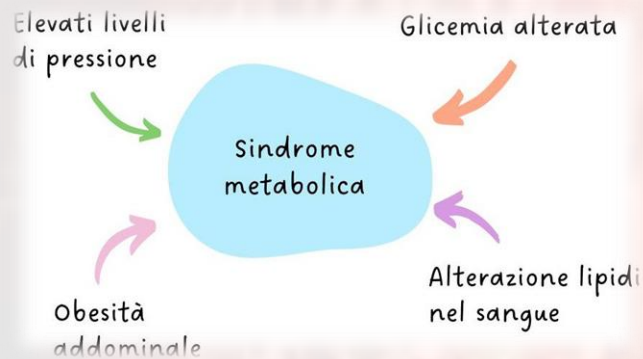 Elevati livelli
di pressione
Glicemia alterata
Sindrome
metabolica
Obesità
addominale
Alterazione lipidi
nel sangue